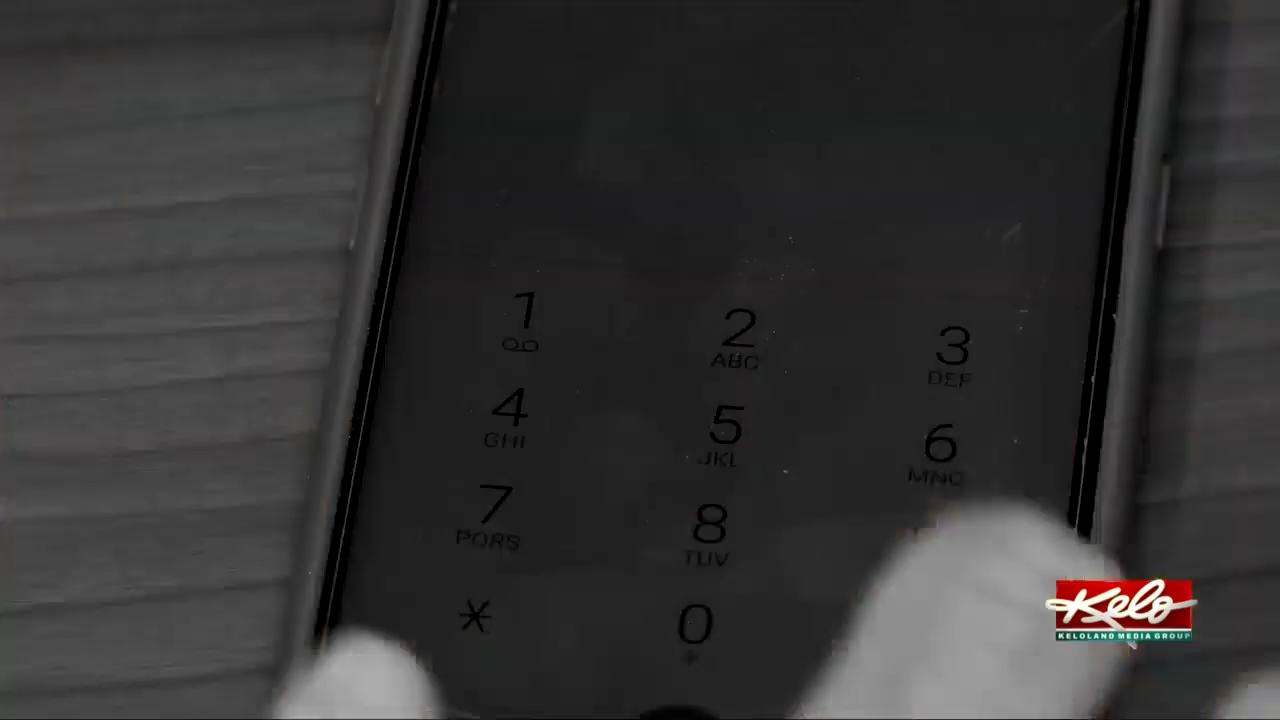 1 2 3
ABC DEF
4 5 6
GHI JKL MNO
7 8
PQRS TUV
* 0
+
Kelo
KELOLAND MEDIA GROUP